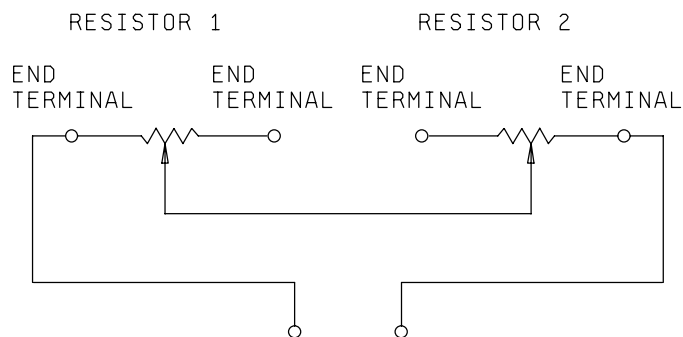 RESISTOR 1
RESISTOR 2
END TERMINAL
END TERMINAL
END TERMINAL
END TERMINAL